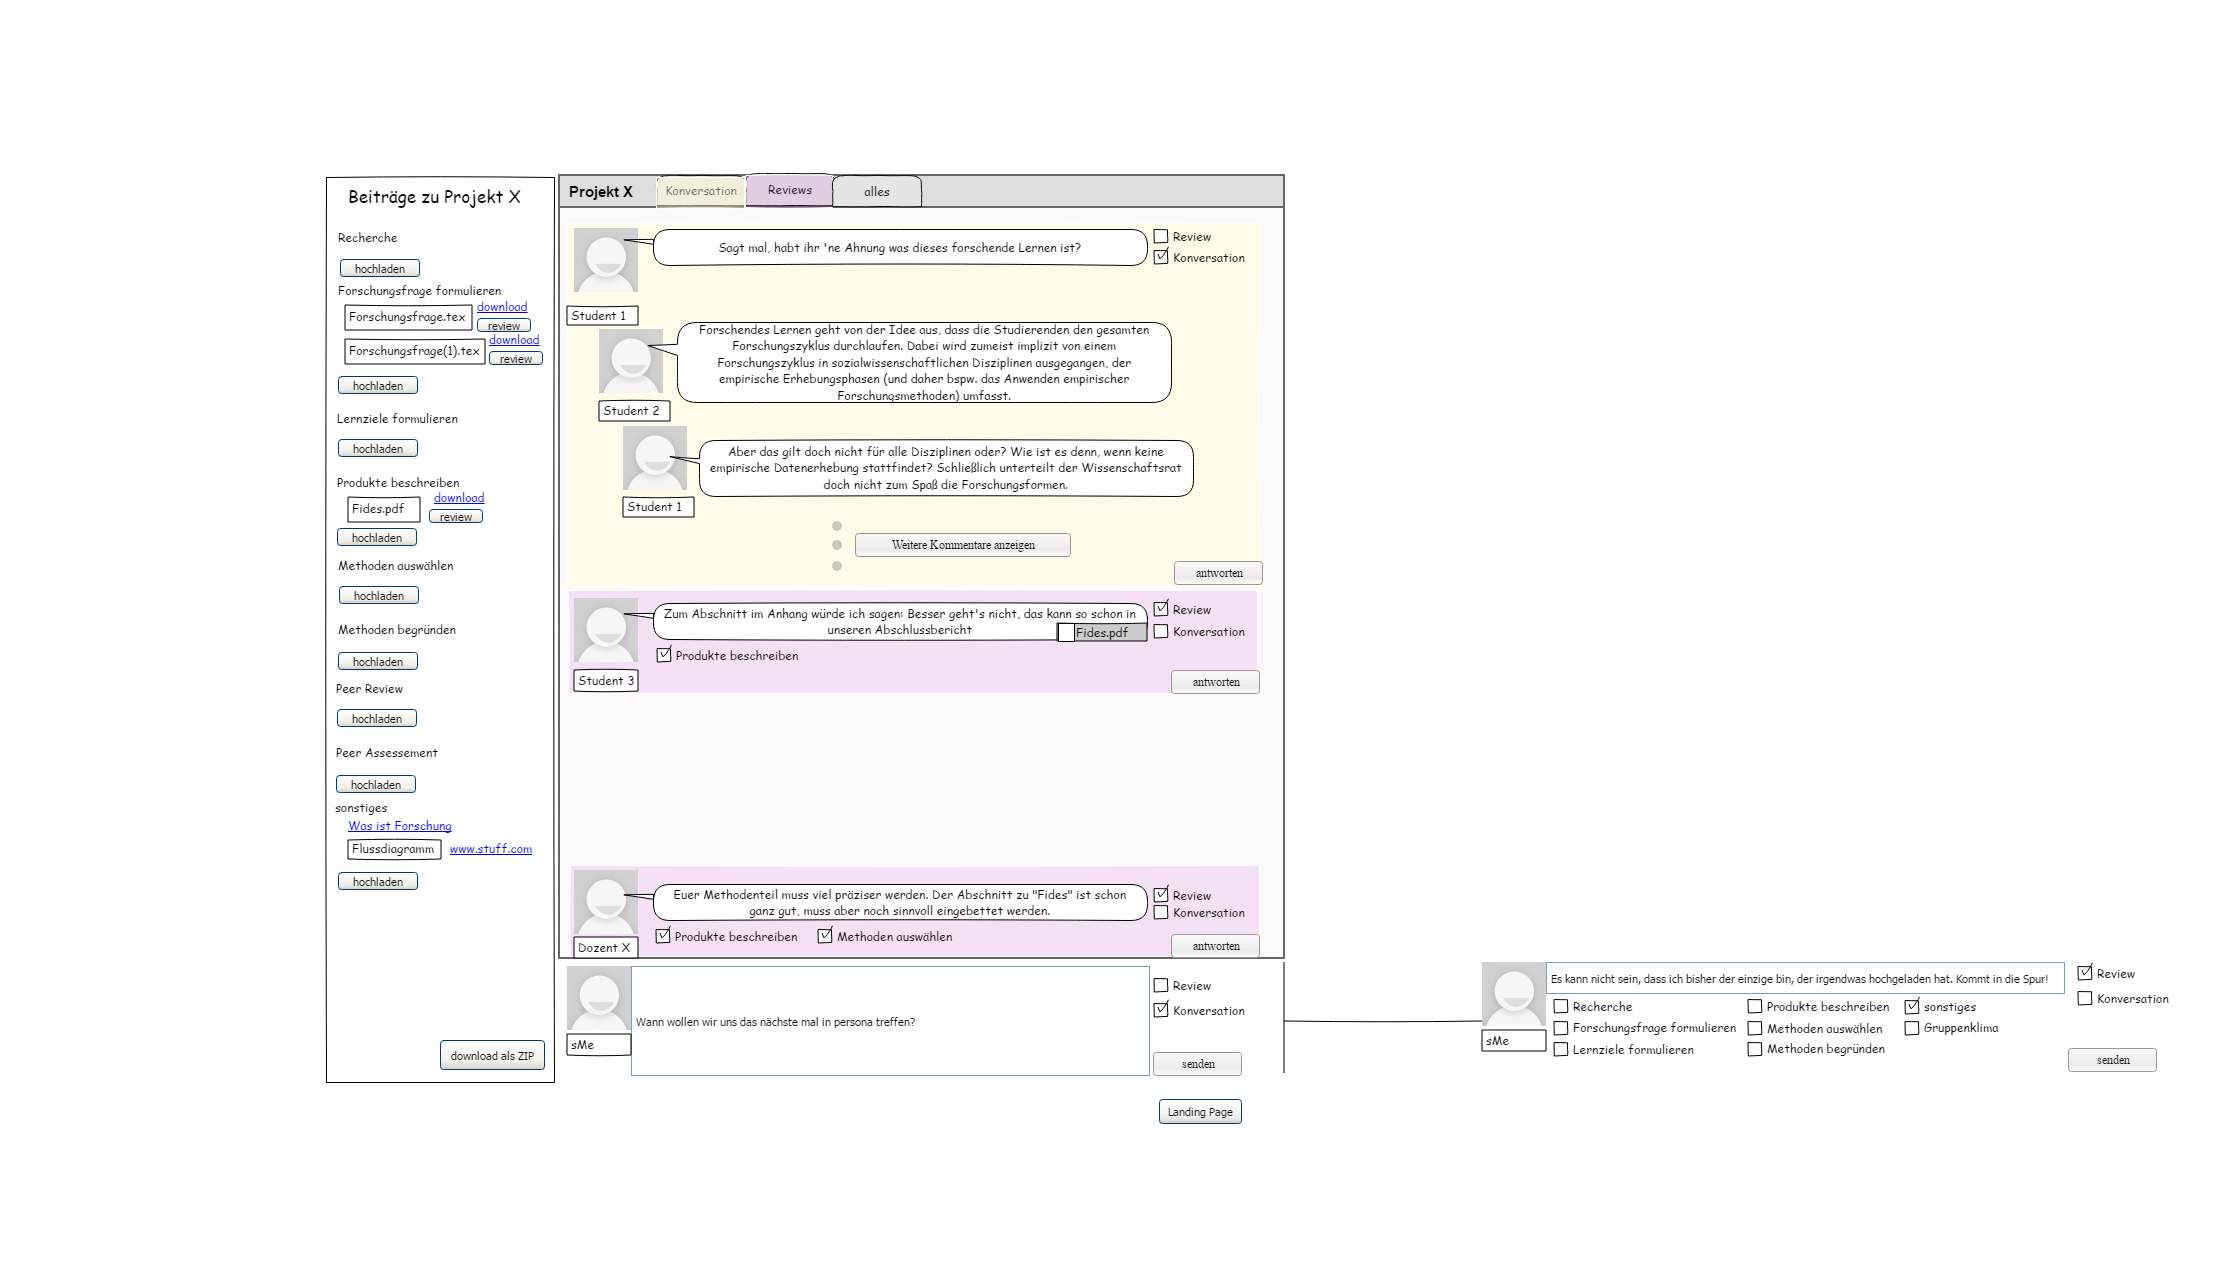 Beiträge zu Projekt X
Recherche
hochladen
Forschungsfrage formulieren
Forschungsfrage.tex
download
review
Forschungsfrage(1).tex
download
review
hochladen
Lernziele formulieren
hochladen
Produkte beschreiben
Fides.pdf
download
review
hochladen
Methoden auswählen
hochladen
Methoden begründen
hochladen
Peer Review
hochladen
Peer Assessement
hochladen
sonstiges
Was ist Forschung
Flussdiagramm
www.stuff.com
hochladen
download als ZIP
Projekt X
Konversation
Reviews
alles
Sagt mal, habt ihr 'ne Ahnung was dieses forschende Lernen ist?
Review
Konversation
Student 1
Forschendes Lernen geht von der Idee aus, dass die Studierenden den gesamten
Forschungszyklus durchlaufen. Dabei wird zumeist implizit von einem
Forschungszyklus in sozialwissenschaftlichen Disziplinen ausgegangen, der
empirische Erhebungsphasen (und daher bspw. das Anwenden empirischer
Forschungsmethoden) umfasst.
Student 2
Aber das gilt doch nicht für alle Disziplinen oder? Wie ist es denn, wenn keine
empirische Datenerhebung stattfindet? Schließlich unterteilt der Wissenschaftsrat
doch nicht zum Spaß die Forschungsformen.
Student 1
Weitere Kommentare anzeigen
antworten
Zum Abschnitt im Anhang würde ich sagen: Besser geht's nicht, das kann so schon in
unseren Abschlussbericht
Fides.pdf
Review
Konversation
Produkte beschreiben
Student 3
antworten
Euer Methodenteil muss viel präziser werden. Der Abschnitt zu "Fides" ist schon
ganz gut, muss aber noch sinnvoll eingebettet werden.
Review
Konversation
Produkte beschreiben
Methoden auswählen
Dozent X
antworten
Wann wollen wir uns das nächste mal in persona treffen?
sMe
Review
Konversation
senden
Landing Page
Es kann nicht sein, dass ich bisher der einzige bin, der irgendwas hochgeladen hat. Kommt in die Spur!
Review
Konversation
sMe
Recherche
Produkte beschreiben
sonstiges
Forschungsfrage formulieren
Methoden auswählen
Gruppenklima
Lernziele formulieren
Methoden begründen
senden